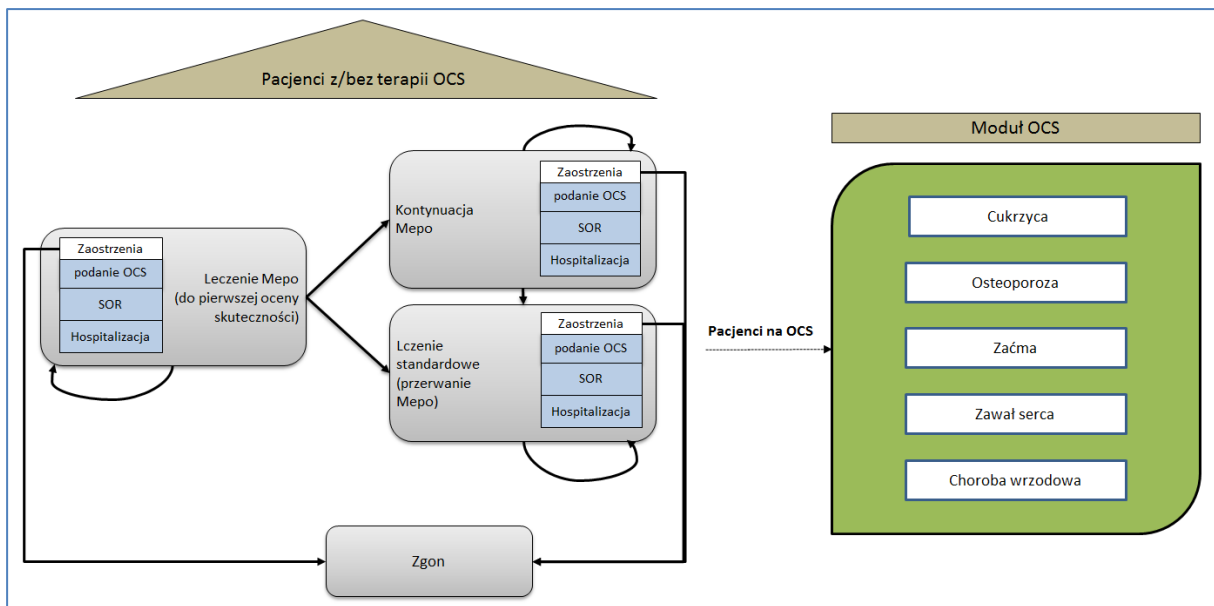 Pacjenci z/bez terapii OCS
Zaostrzenia
podanie OCS
SOR
Hospitalizacja
Leczenie Mepo
(do pierwszej oceny
skuteczności)
Kontynuacja
Mepo
Zaostrzenia
podanie OCS
SOR
Hospitalizacja
Lczenie
standardowe
(przerwanie
Mepo)
Zaostrzenia
podanie OCS
SOR
Hospitalizacja
Zgon
Pacjenci na OCS
Moduł OCS
Cukrzyca
Osteoporoza
Zaćma
Zawał serca
Choroba wrzodowa